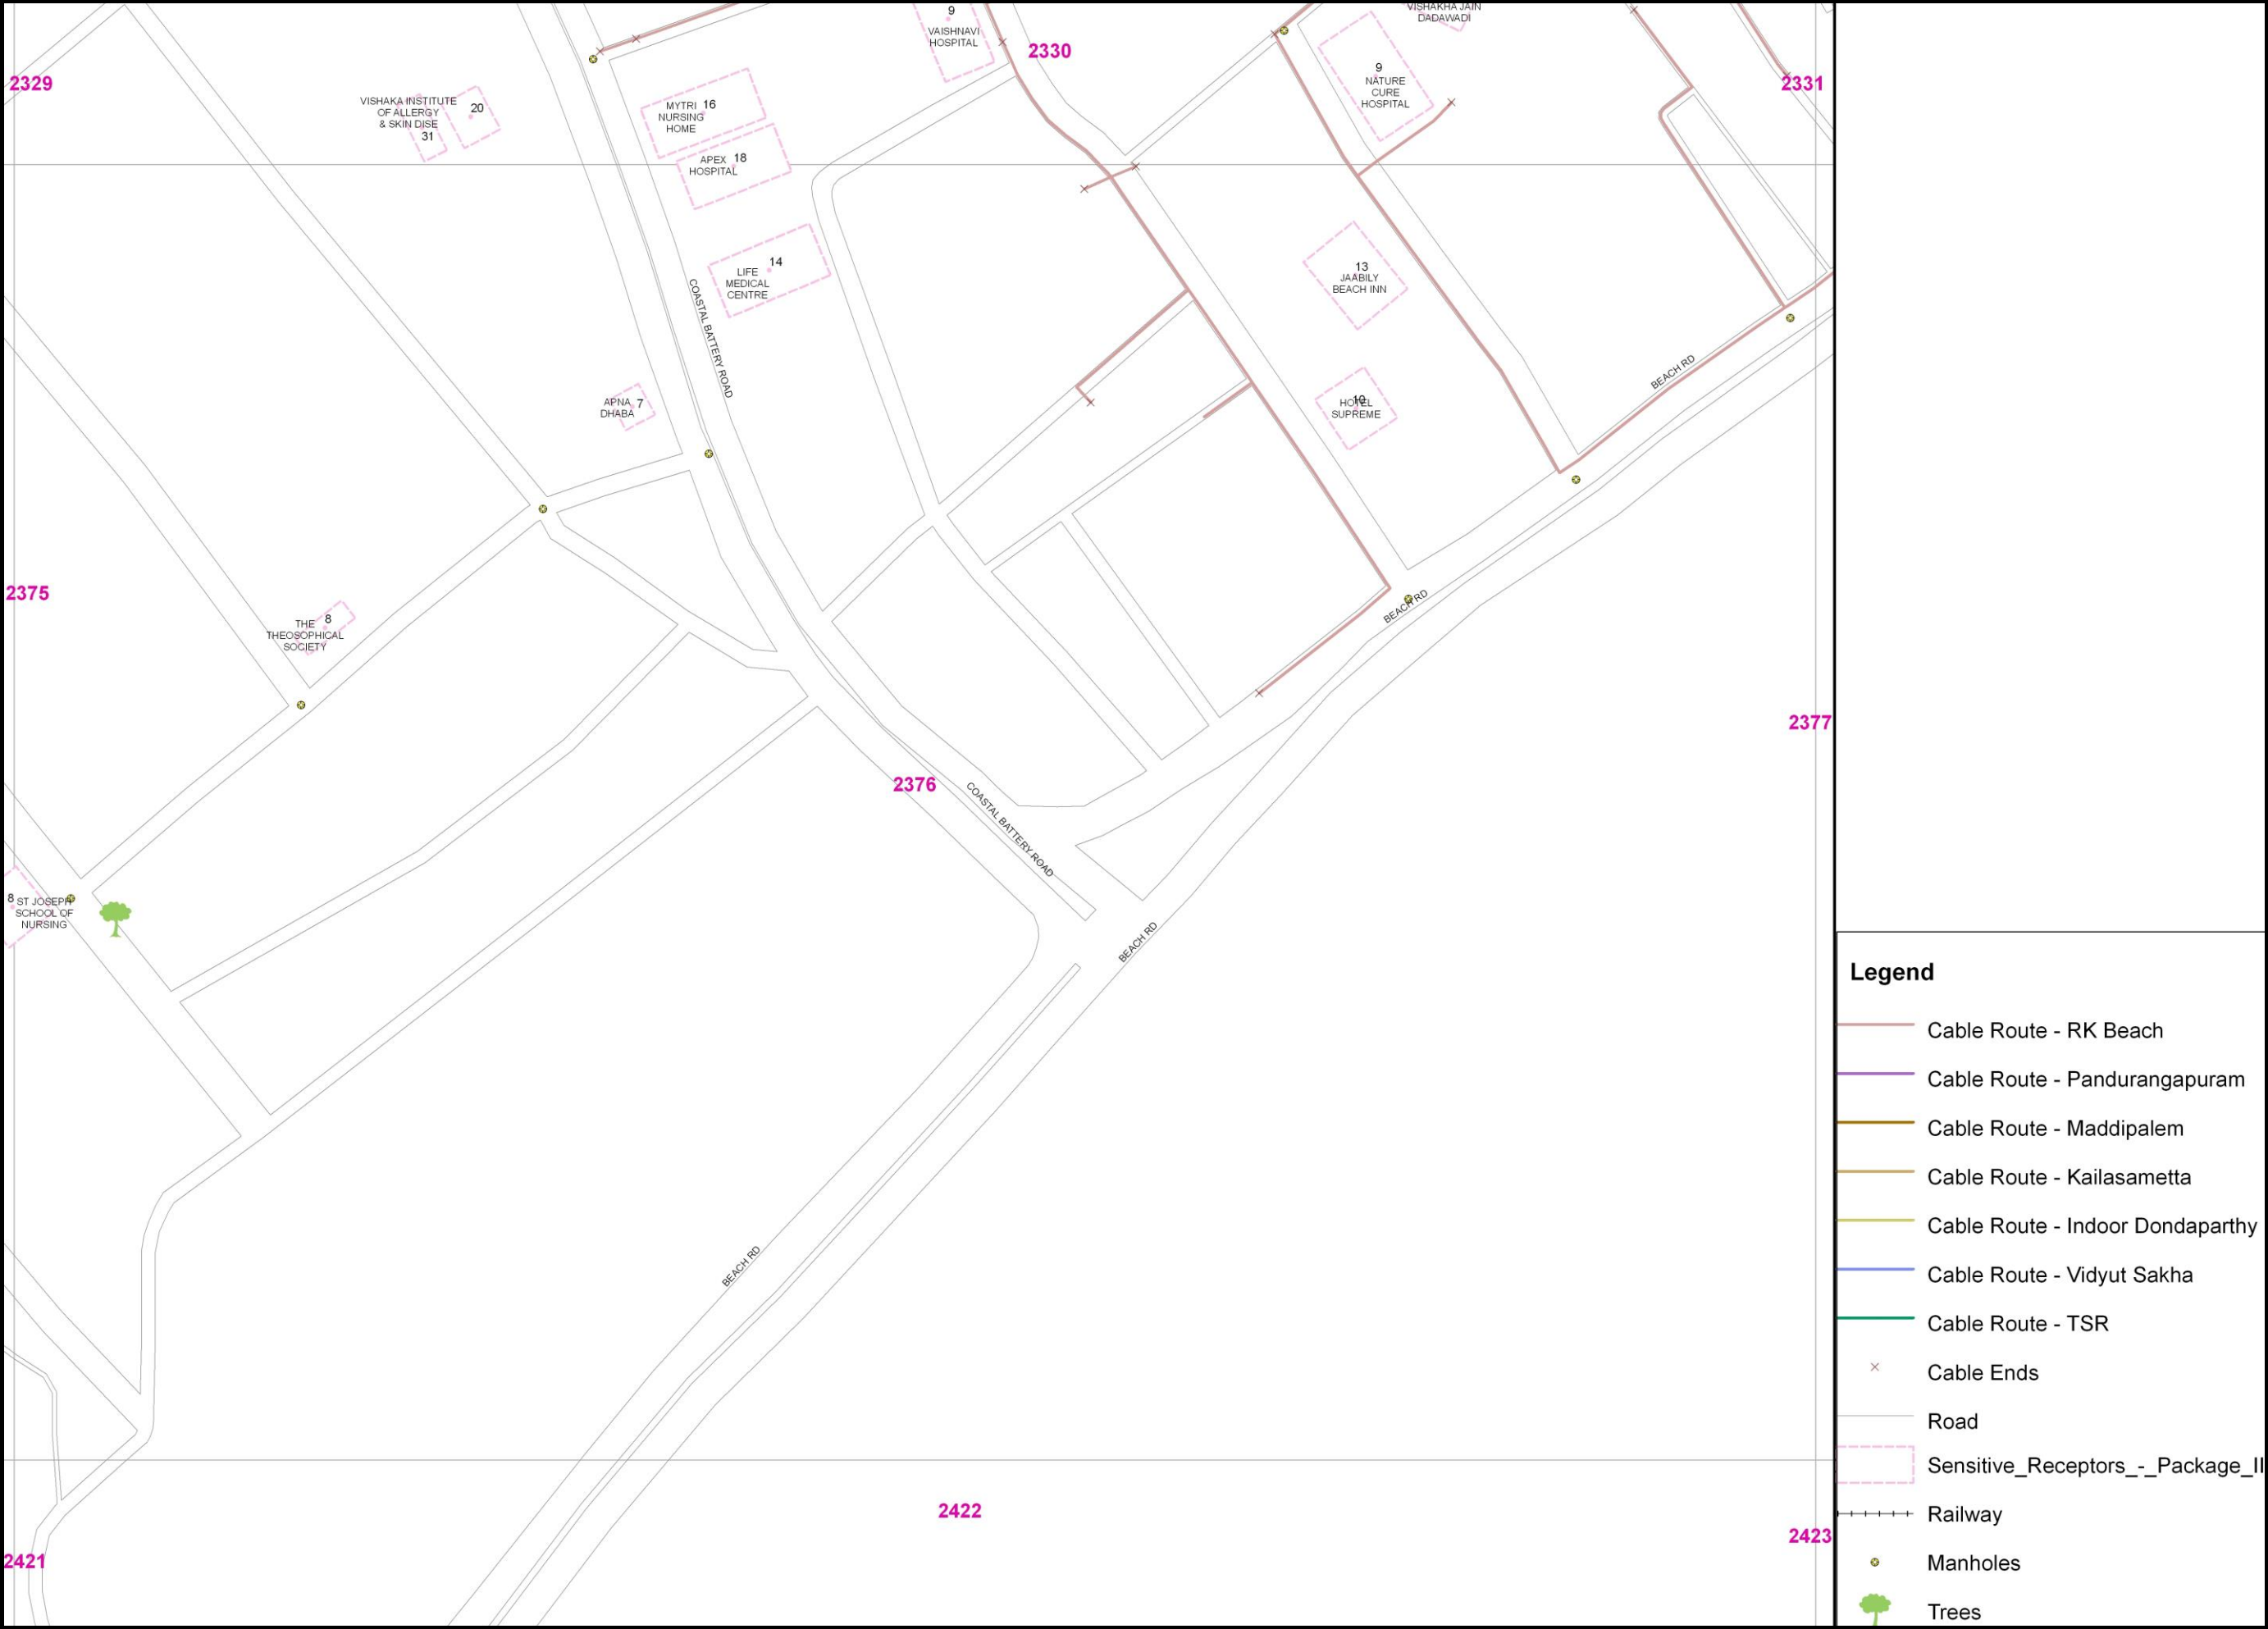 9
VAISHNAVI
HOSPITAL
2330
VISHAKHA JAIN
DADAWADI
2329
9
NATURE
CURE
HOSPITAL
2331
VISHAKA INSTITUTE
OF ALLERGY
& SKIN DISE
31
20
MYTRI
NURSING
HOME
16
APEX
HOSPITAL
18
LIFE
MEDICAL
CENTRE
14
13
JAABILY
BEACH INN
COASTAL BATTERY ROAD
BEACH RD
APNA
DHABA
7
10
HOTEL
SUPREME
2375
BEACH RD
THE
THEOSOPHICAL
SOCIETY
8
2377
2376
COASTAL BATTERY ROAD
8
ST JOSEPH
SCHOOL OF
NURSING
BEACH RD
BEACH RD
2422
2423
2421
Legend
Cable Route - RK Beach
Cable Route - Pandurangapuram
Cable Route - Maddipalem
Cable Route - Kailasametta
Cable Route - Indoor Dondaparthy
Cable Route - Vidyut Sakha
Cable Route - TSR
Cable Ends
Road
Sensitive_Receptors_-_Package_II
Railway
Manholes
Trees